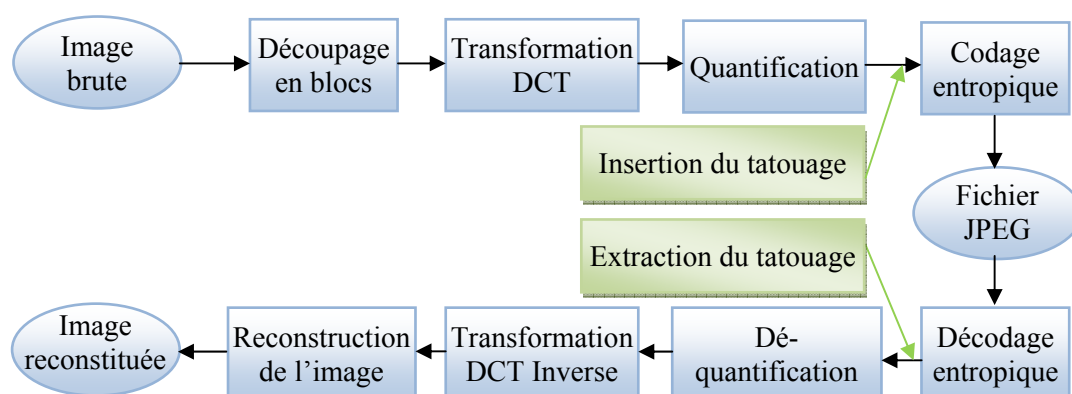 Image
brute
Découpage
en blocs
Transformation
DCT
Quantification
Codage
entropique
Insertion du tatouage
Fichier
JPEG
Extraction du tatouage
Image
reconstituée
Reconstruction
de l’image
Transformation
DCT Inverse
Dé-
quantification
Décodage
entropique